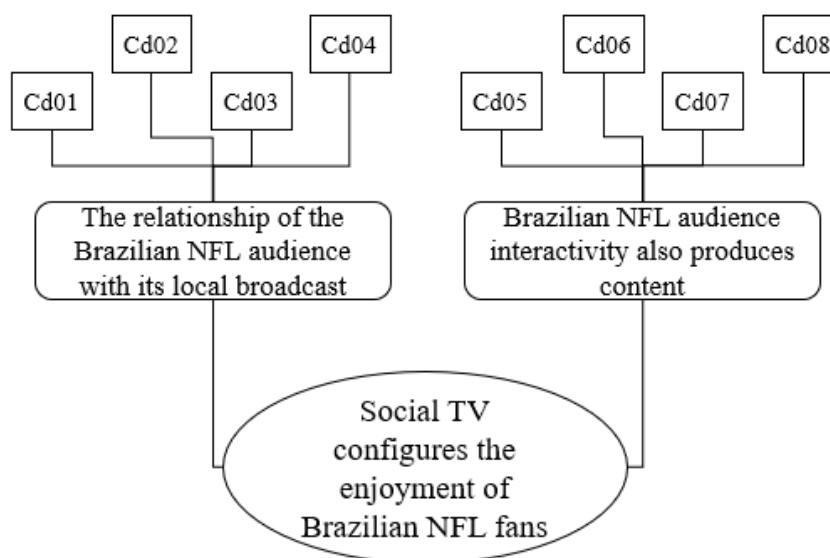 Cd02
Cd04
Cd01
Cd03
Cd06
Cd08
Cd05
Cd07
The relationship of the
Brazilian NFL audience
with its local broadcast
Brazilian NFL audience
interactivity also produces
content
Social TV
configures the
enjoyment of
Brazilian NFL fans